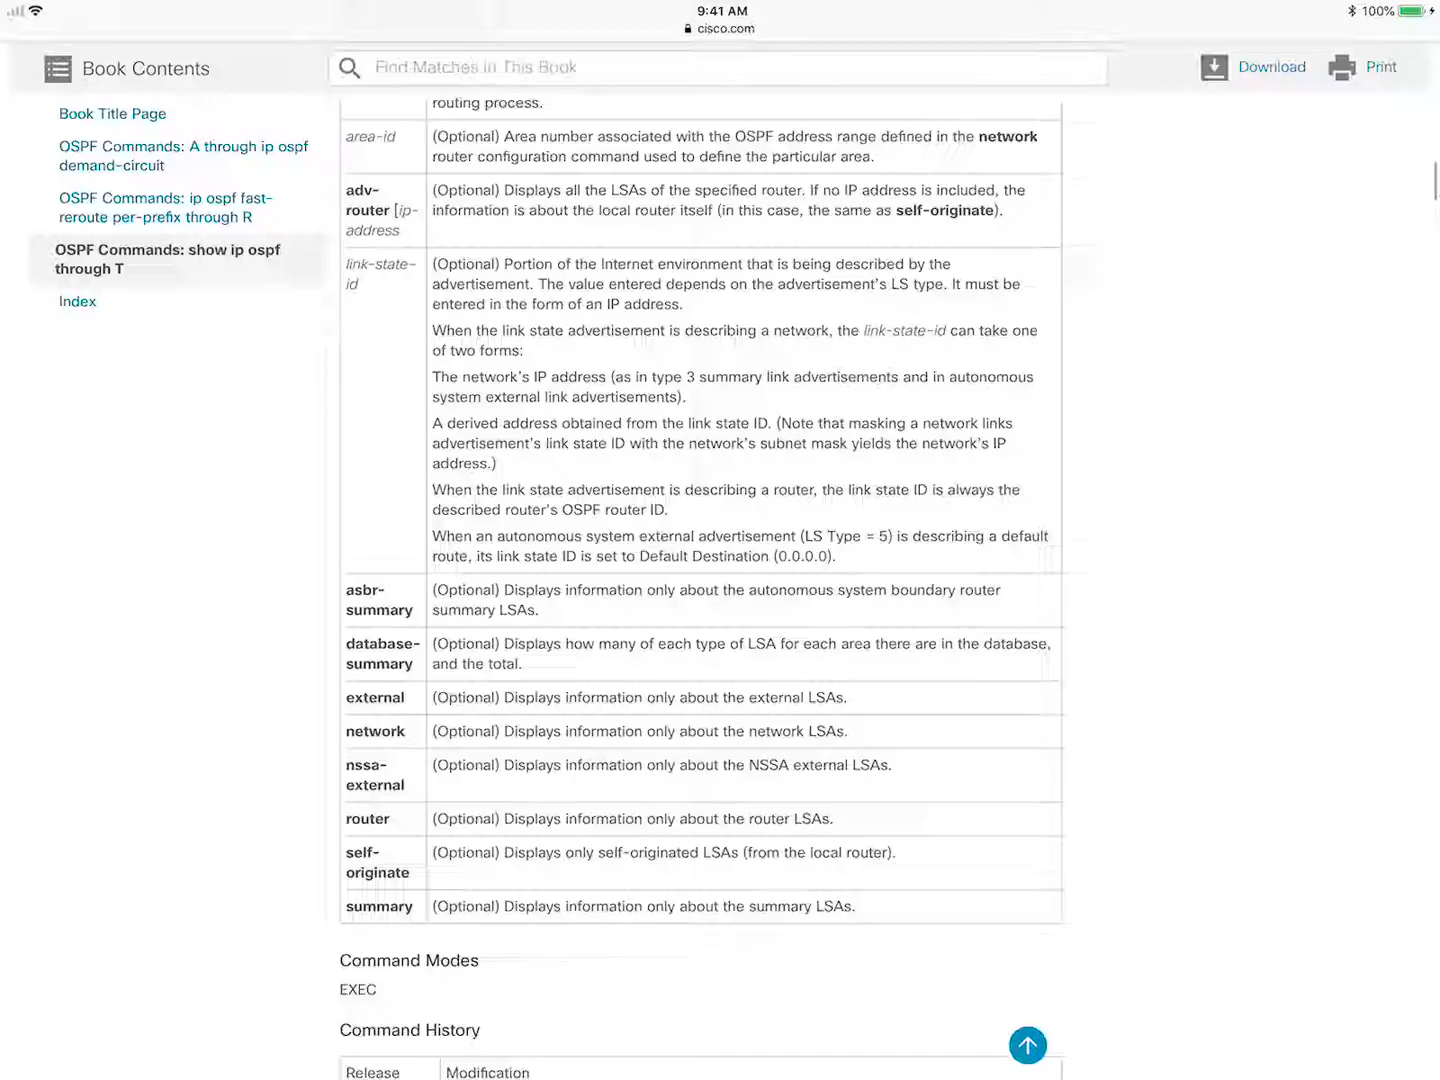 9:41 AM
100%
cisco.com
Book Contents
Find Matches in This Book
Download
Print
Book Title Page
OSPF Commands: A through ip ospf
demand-circuit
OSPF Commands: ip ospf fast-
reroute per-prefix through R
OSPF Commands: show ip ospf
through T
Index
routing process.
area-id
(Optional) Area number associated with the OSPF address range defined in the network
router configuration command used to define the particular area.
adv-
router [ip-
address
(Optional) Displays all the LSAs of the specified router. If no IP address is included, the
information is about the local router itself (in this case, the same as self-originate).
link-state-
id
(Optional) Portion of the Internet environment that is being described by the
advertisement. The value entered depends on the advertisement's LS type. It must be
entered in the form of an IP address.
When the link state advertisement is describing a network, the link-state-id can take one
of two forms:
The network's IP address (as in type 3 summary link advertisements and in autonomous
system external link advertisements).
A derived address obtained from the link state ID. (Note that masking a network links
advertisement's link state ID with the network's subnet mask yields the network's IP
address.)
When the link state advertisement is describing a router, the link state ID is always the
described router's OSPF router ID.
When an autonomous system external advertisement (LS Type = 5) is describing a default
route, its link state ID is set to Default Destination (0.0.0.0).
asbr-
summary
(Optional) Displays information only about the autonomous system boundary router
summary LSAs.
database-
summary
(Optional) Displays how many of each type of LSA for each area there are in the database,
and the total.
external
(Optional) Displays information only about the external LSAs.
network
(Optional) Displays information only about the network LSAs.
nssa-
external
(Optional) Displays information only about the NSSA external LSAs.
router
(Optional) Displays information only about the router LSAs.
self-
originate
(Optional) Displays only self-originated LSAs (from the local router).
summary
(Optional) Displays information only about the summary LSAs.
Command Modes
EXEC
Command History
Release
Modification